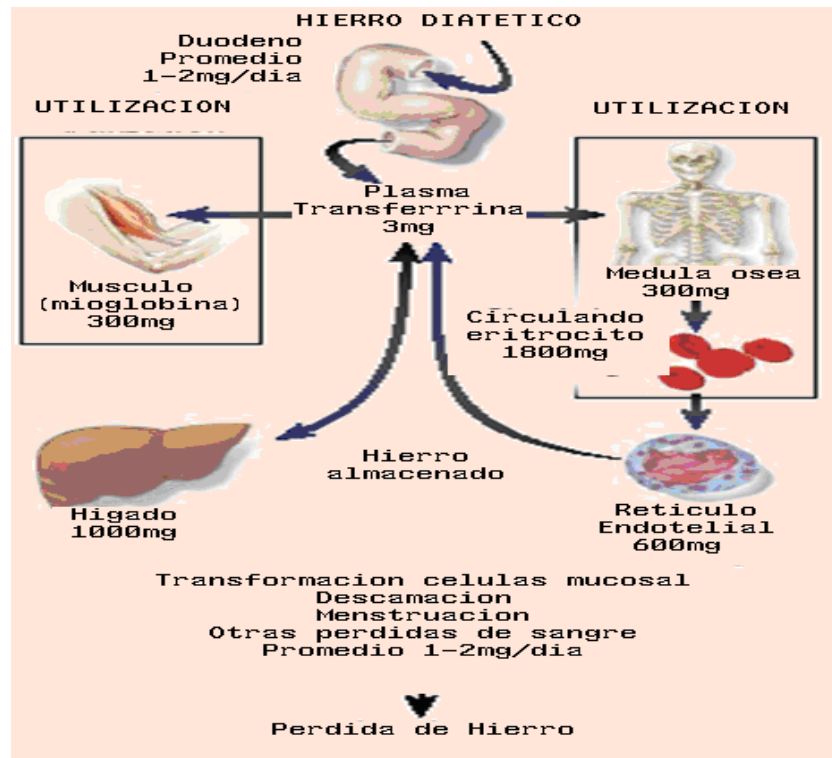 HIERRO DIATETICO
Duodeno
Promedio
1-2mg/dia
UTILIZACION
UTILIZACION
Plasma
Transferrrina
3mg
Musculo
(mioglobina)
300mg
Medula osea
300mg
Circulando
eritrocito
1800mg
Hierro
almacenado
Higado
1000mg
Reticulo
Endotelial
600mg
Transformacion celulas mucosal
Descamacion
Menstruacion
Otras perdidas de sangre
Promedio 1-2mg/dia
Perdida de Hierro